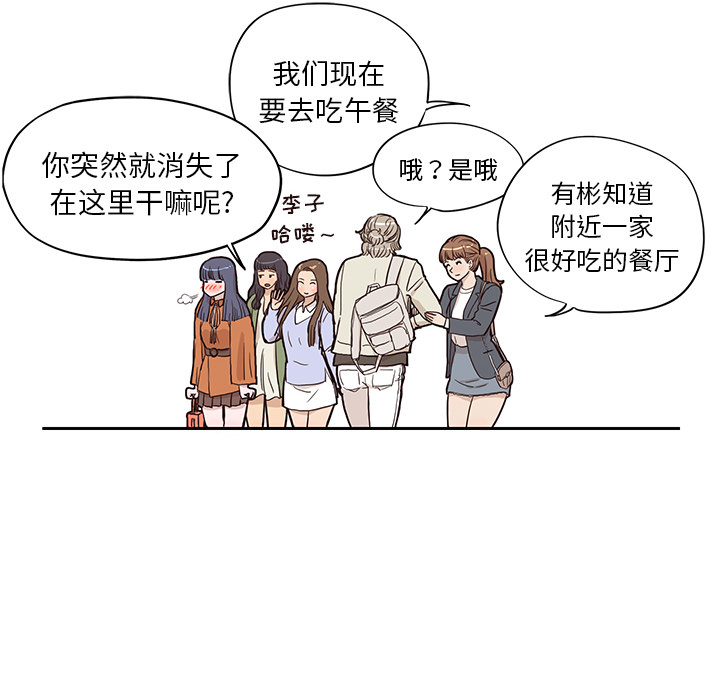 我们现在
要去吃午餐
你突然就消失了
在这里干嘛呢?
哦？是哦
有彬知道
附近一家
很好吃的餐厅
李子
哈喽～